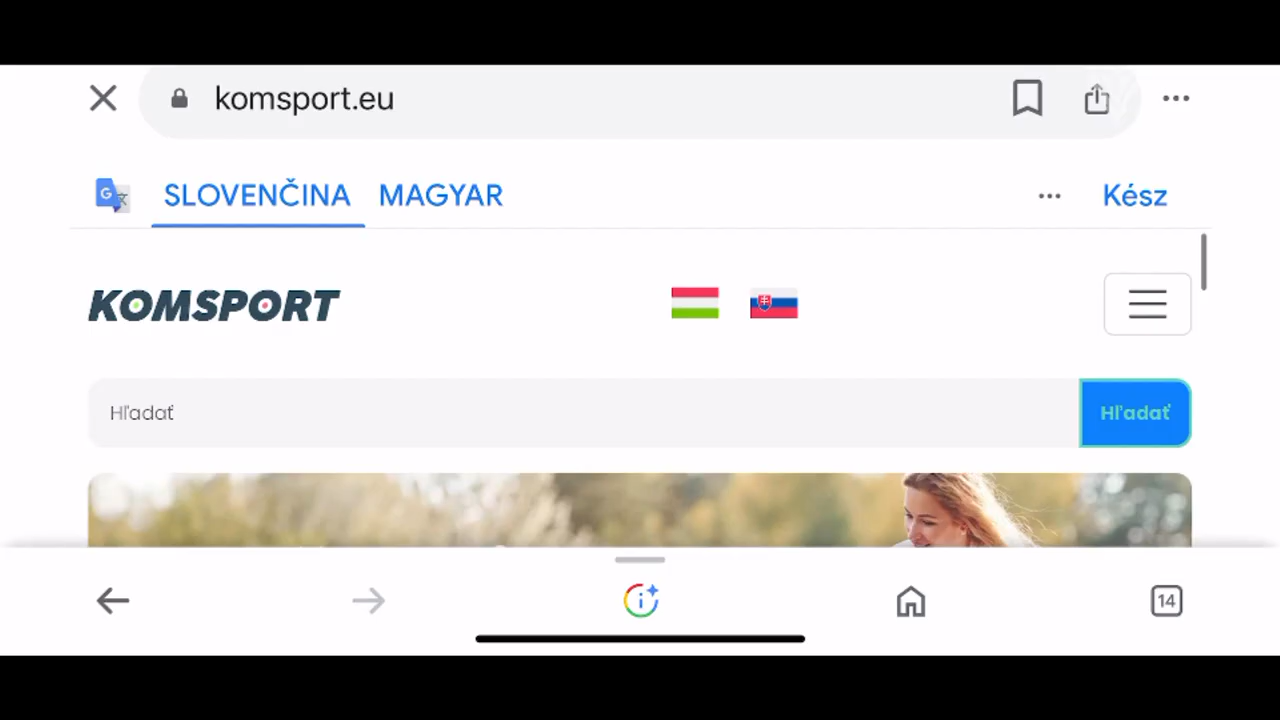 komsport.eu
SLOVENČINA MAGYAR Kész
KOMSPORT
Hľadať Hľadať
14